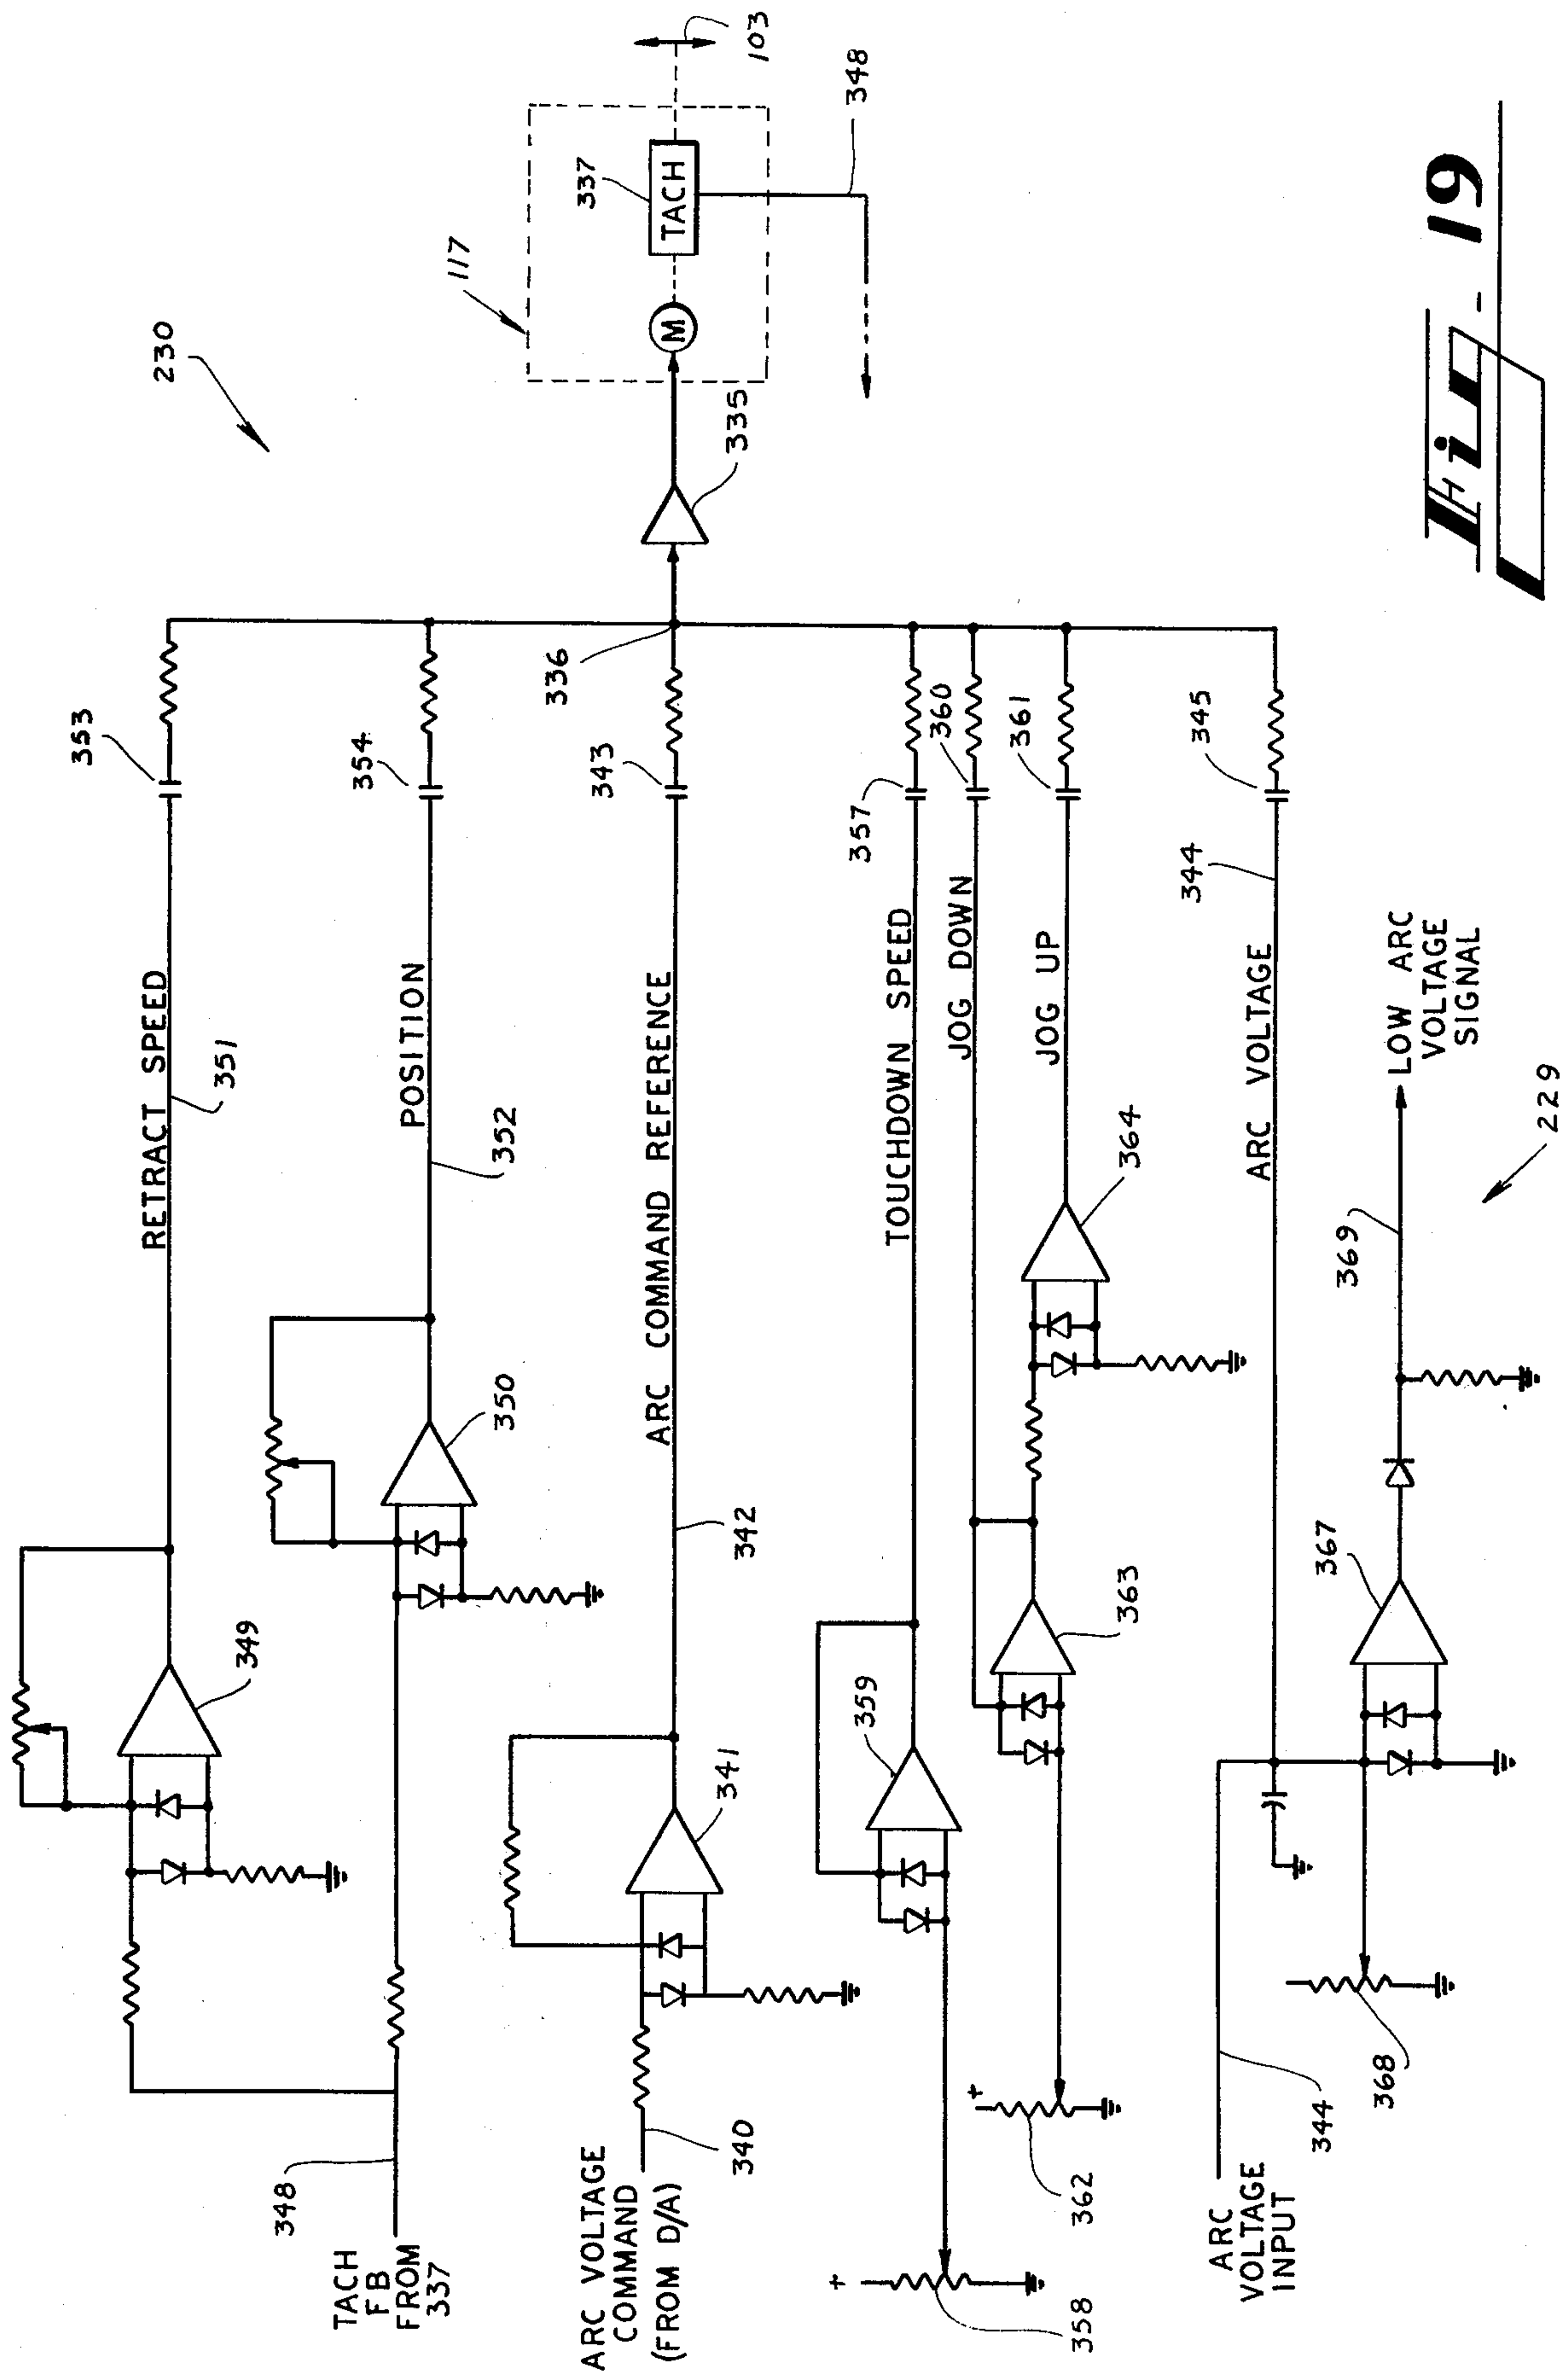 230
117
337
TACH
M
103
348
335
336
353
RETRACT SPEED
351
349
354
POSITION
352
350
348
TACH
FB
FROM
337
343
ARC COMMAND REFERENCE
342
341
340
ARC VOLTAGE
COMMAND
(FROM D/A)
357
TOUCHDOWN SPEED
359
+
358
360
JOG DOWN
361
JOG UP
364
363
+
362
345
344
ARC VOLTAGE
344
ARC
VOLTAGE
INPUT
LOW ARC
VOLTAGE
SIGNAL
369
367
368
229
Fig-19